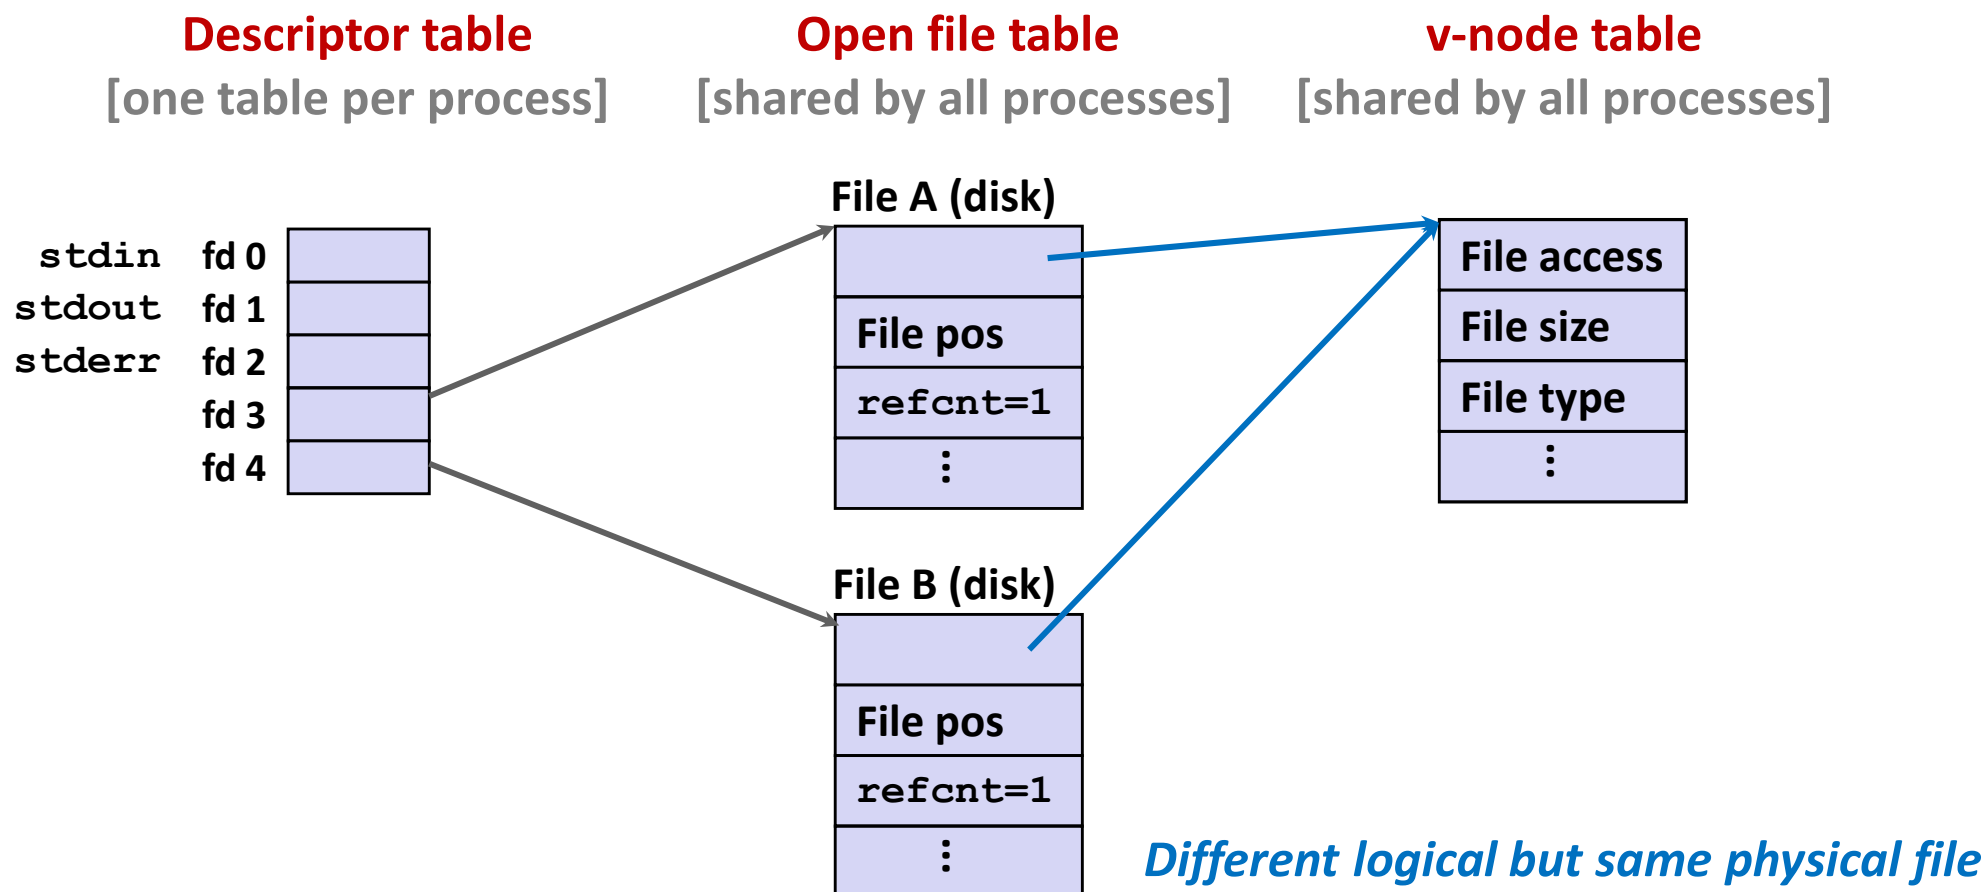 Descriptor table
[one table per process]
Open file table
[shared by all processes]
v-node table
[shared by all processes]
stdin fd 0
stdout fd 1
stderr fd 2
fd 3
fd 4
File A (disk)
File pos
refcnt=1
⋮
File B (disk)
File pos
refcnt=1
⋮
File access
File size
File type
⋮
Different logical but same physical file